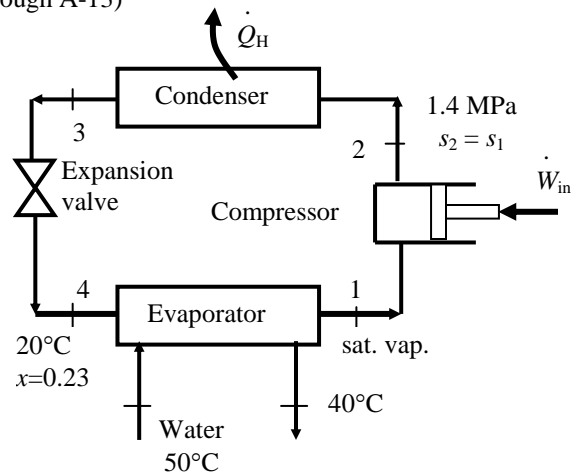 ough A-13)
Q̇H
Condenser
1.4 MPa
s2 = s1
3
2
Expansion
valve
Ẇin
Compressor
4
1
Evaporator
20°C
x=0.23
sat. vap.
40°C
Water
50°C